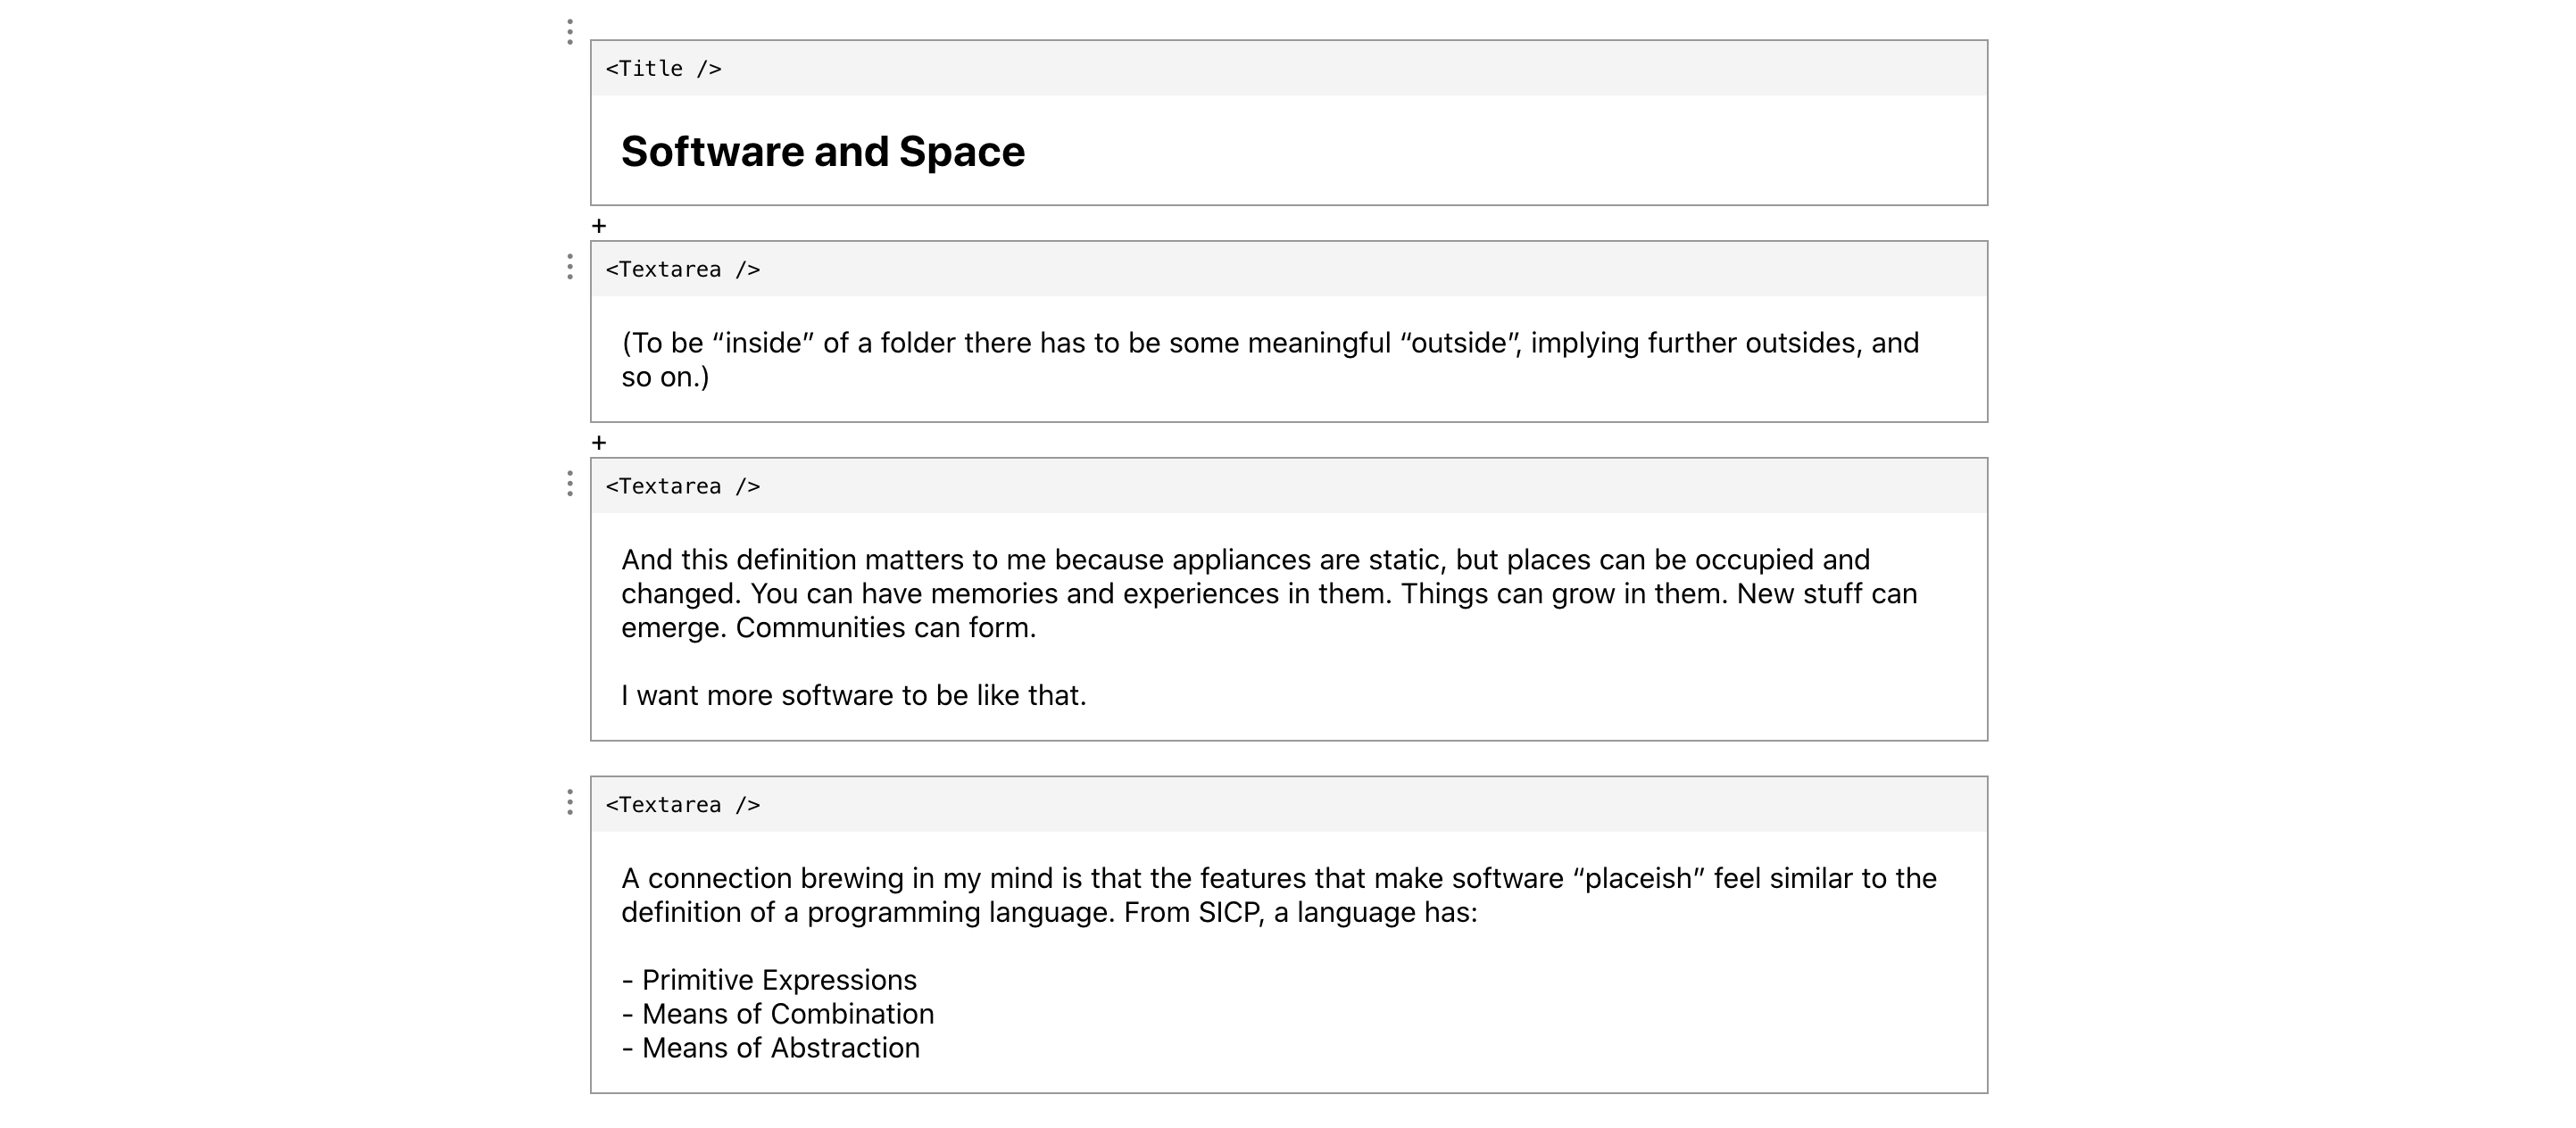 <Title />
Software and Space
+
<Textarea />
(To be “inside” of a folder there has to be some meaningful “outside”, implying further outsides, and
so on.)
+
<Textarea />
And this definition matters to me because appliances are static, but places can be occupied and
changed. You can have memories and experiences in them. Things can grow in them. New stuff can
emerge. Communities can form.
I want more software to be like that.
<Textarea />
A connection brewing in my mind is that the features that make software “placeish” feel similar to the
definition of a programming language. From SICP, a language has:
- Primitive Expressions
- Means of Combination
- Means of Abstraction